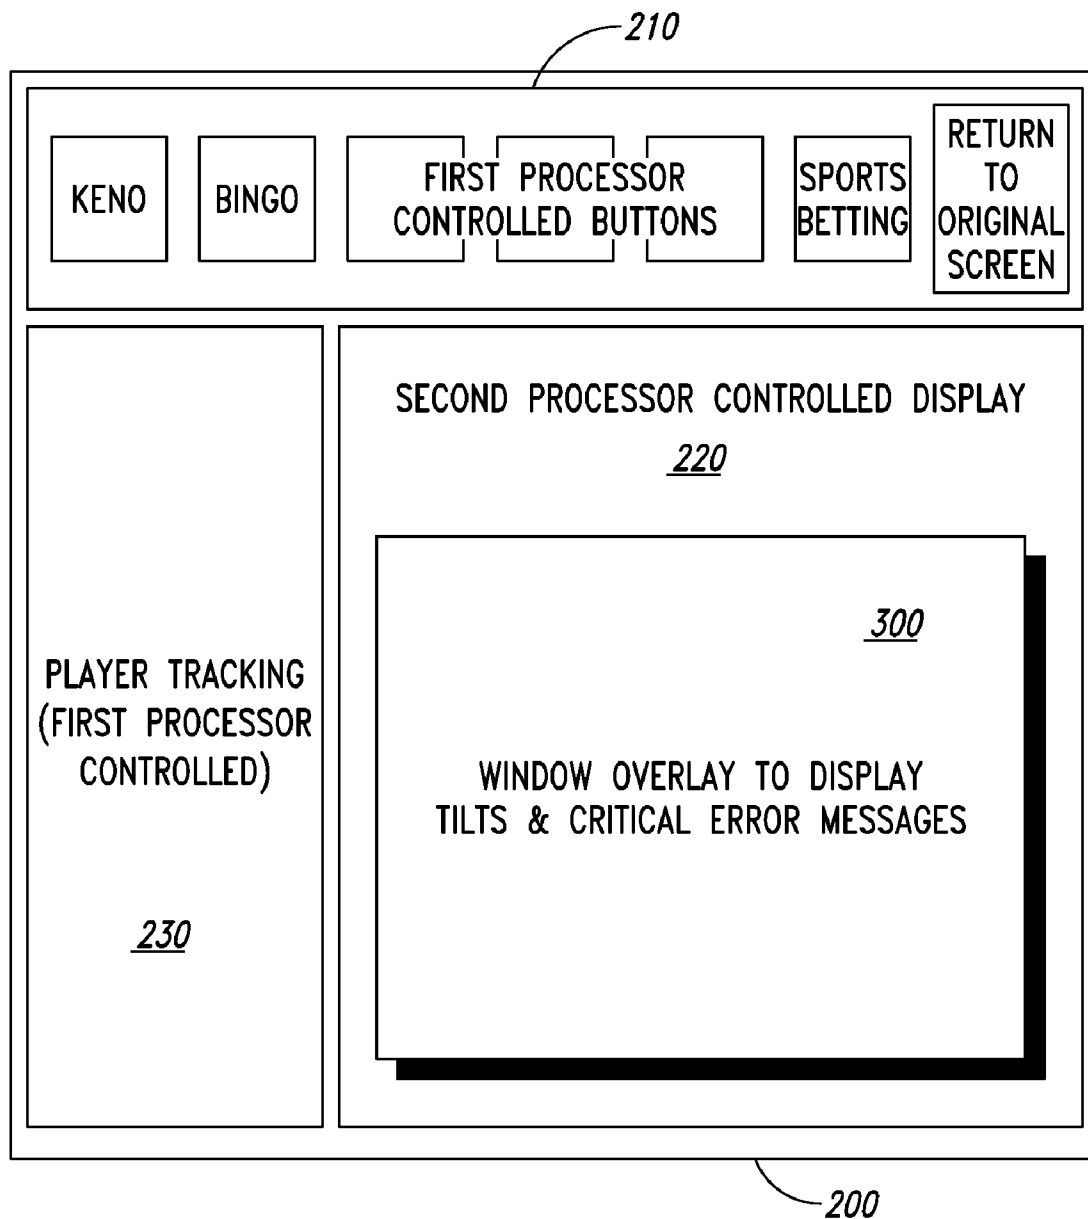 210
KENO
BINGO
FIRST PROCESSOR
CONTROLLED BUTTONS
SPORTS
BETTING
RETURN
TO
ORIGINAL
SCREEN
SECOND PROCESSOR CONTROLLED DISPLAY
220
300
WINDOW OVERLAY TO DISPLAY
TILTS & CRITICAL ERROR MESSAGES
PLAYER TRACKING
(FIRST PROCESSOR
CONTROLLED)
230
200